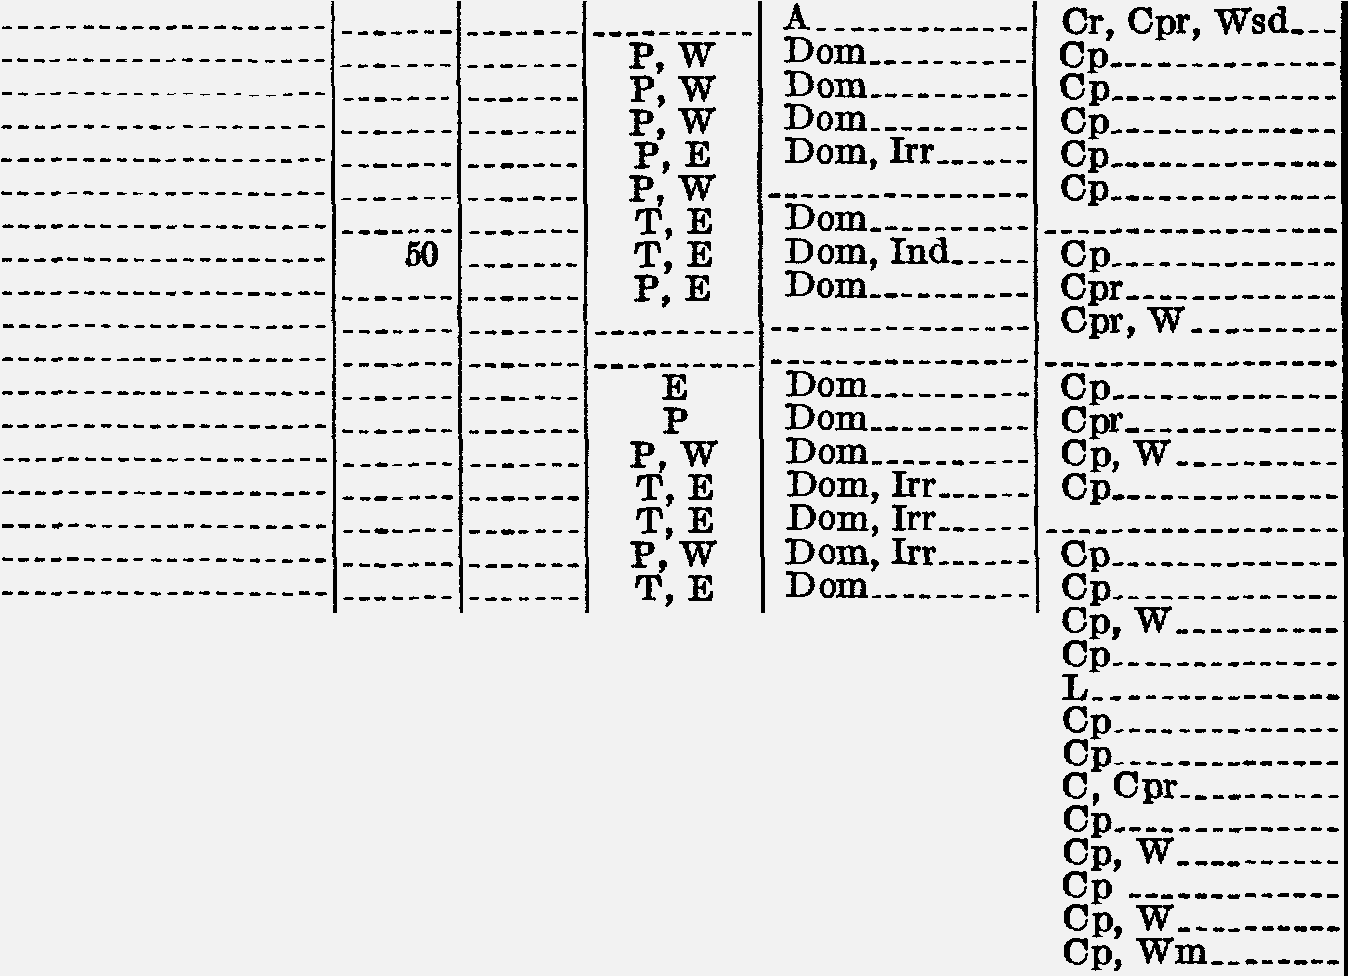 A Cr, Cpr, Wsd
P, W Dom Cp
P, W Dom Cp
P, W Dom Cp
P, E Dom, Irr Cp
P, W Cp
T, E Dom
50 T, E Dom, Ind Cp
P, E Dom Cpr
Cpr, W
E Dom Cp
P Dom Cpr
P, W Dom Cp, W
T, E Dom, Irr Cp
T, E Dom, Irr
P, W Dom, Irr Cp
T, E Dom Cp
Cp, W
Cp
L
Cp
Cp
C, Cpr
Cp
Cp, W
Cp
Cp, W
Cp, Wm